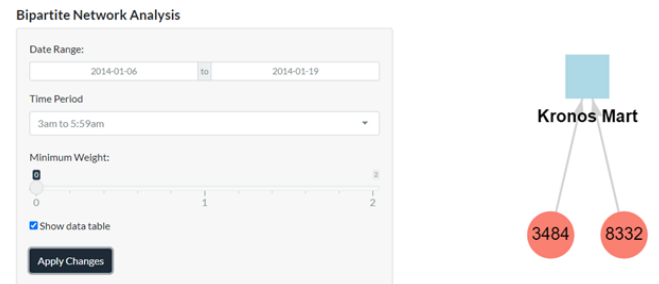 Bipartite Network Analysis
Date Range:
2014-01-06 to 2014-01-19
Time Period
3am to 5:59am
Minimum Weight:
0 2
0 1 2
Show data table
Apply Changes
Kronos Mart
3484 8332